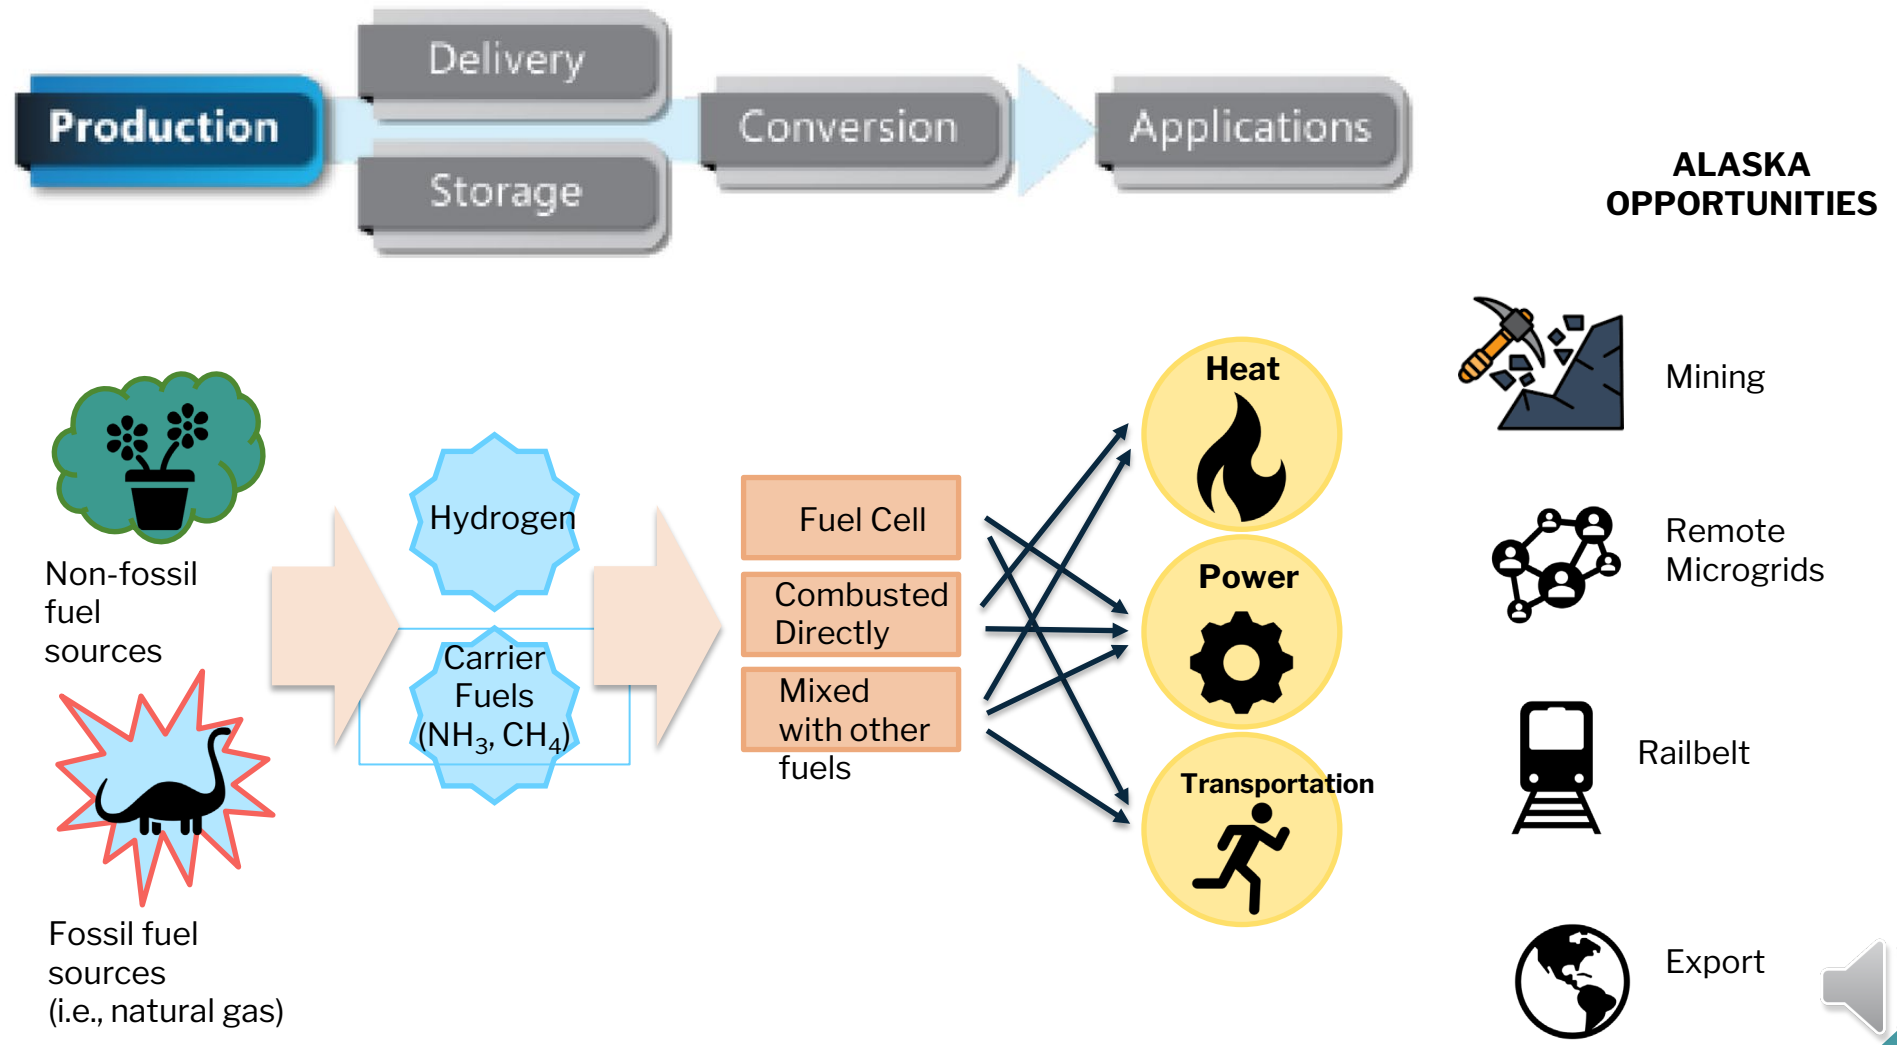 Production
Delivery
Storage
Conversion
Applications
ALASKA
OPPORTUNITIES
Non-fossil
fuel
sources
Fossil fuel
sources
(i.e., natural gas)
Hydrogen
Carrier
Fuels
(NH₃, CH₄)
Fuel Cell
Combusted
Directly
Mixed
with other
fuels
Heat
Power
Transportation
Mining
Remote
Microgrids
Railbelt
Export